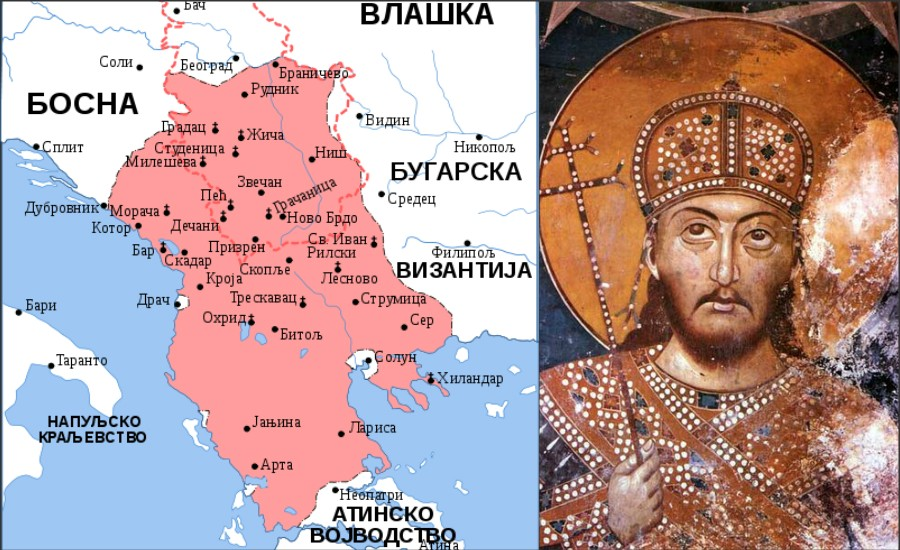 Бач
ВЛАШКА
Соли
Београд
Браничево
БОСНА
Рудник
Видин
Градац
Жича
Сплит
Студеница
Никопољ
Милешева
Ниш
БУГАРСКА
Звечан
Пећ
Грачаница
Средец
Дубровник
Морача
Дечани
Ново Брдо
Котор
Призрен
Св. Иван
Рилски
Филипољ
Бар
Скадар
Скопље
ВИЗАНТИЈА
Кроја
Лесново
Бари
Драч
Трескавац
Струмица
Охрид
Битољ
Сер
Таранто
Солун
Хиландар
НАПУЉСКО
КРАЉЕВСТВО
Јањина
Лариса
Арта
Неопатри
АТИНСКО
ВОЈВОДСТВО
Атина